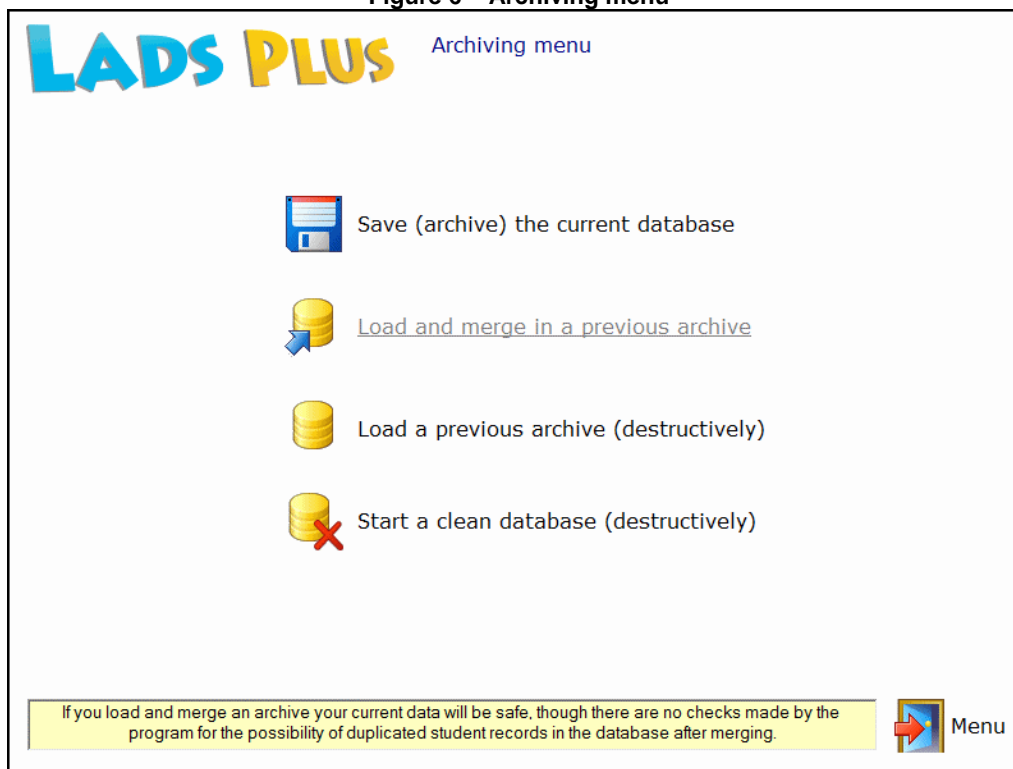 Figure 6 – Archiving menu
LADS PLUS
Archiving menu
Save (archive) the current database
Load and merge in a previous archive
Load a previous archive (destructively)
Start a clean database (destructively)
If you load and merge an archive your current data will be safe, though there are no checks made by the
program for the possibility of duplicated student records in the database after merging.
Menu